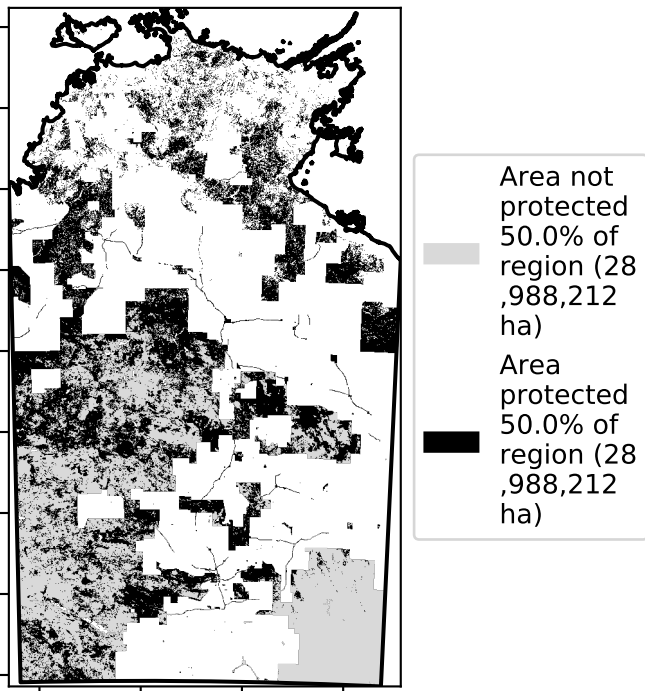 Area not
protected
50.0% of
region (28
,988,212
ha)
Area
protected
50.0% of
region (28
,988,212
ha)